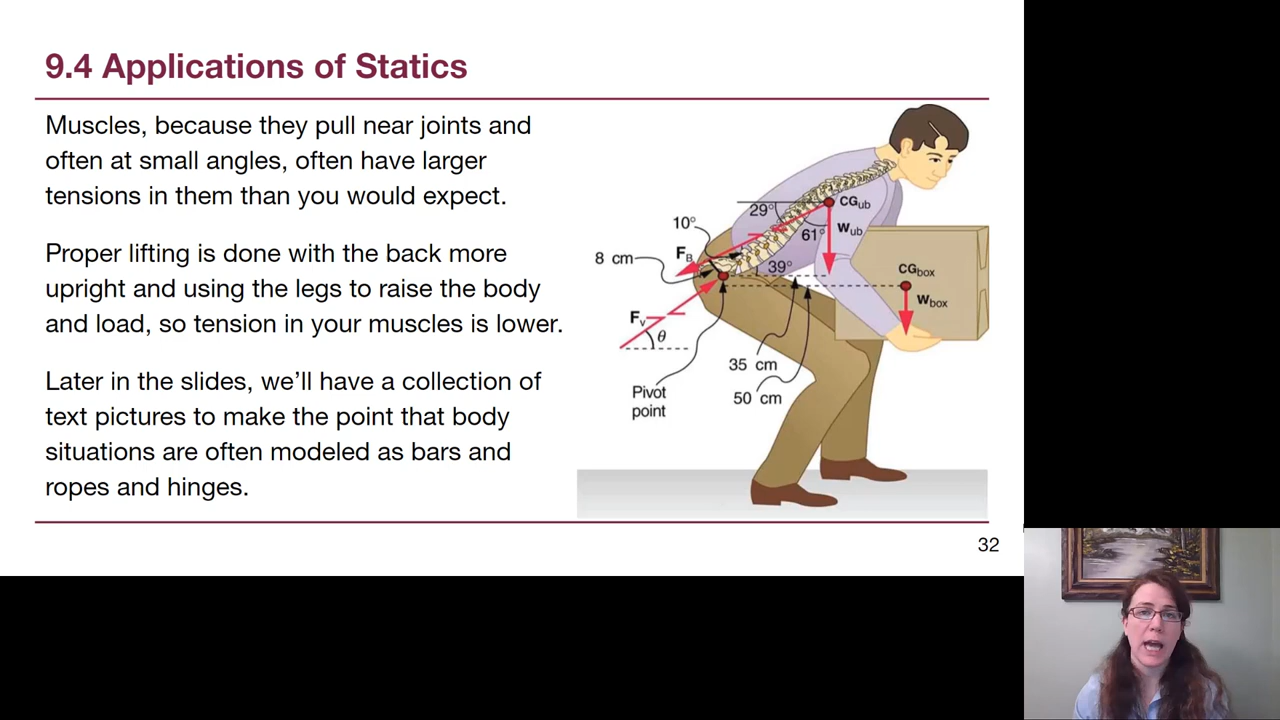 9.4 Applications of Statics
Muscles, because they pull near joints and
often at small angles, often have larger
tensions in them than you would expect.
Proper lifting is done with the back more
upright and using the legs to raise the body
and load, so tension in your muscles is lower.
Later in the slides, we’ll have a collection of
text pictures to make the point that body
situations are often modeled as bars and
ropes and hinges.
29°
CGub
10°
Wub
61°
FB
8 cm
39°
CGbox
Wbox
Fv
θ
35 cm
50 cm
Pivot
point
32